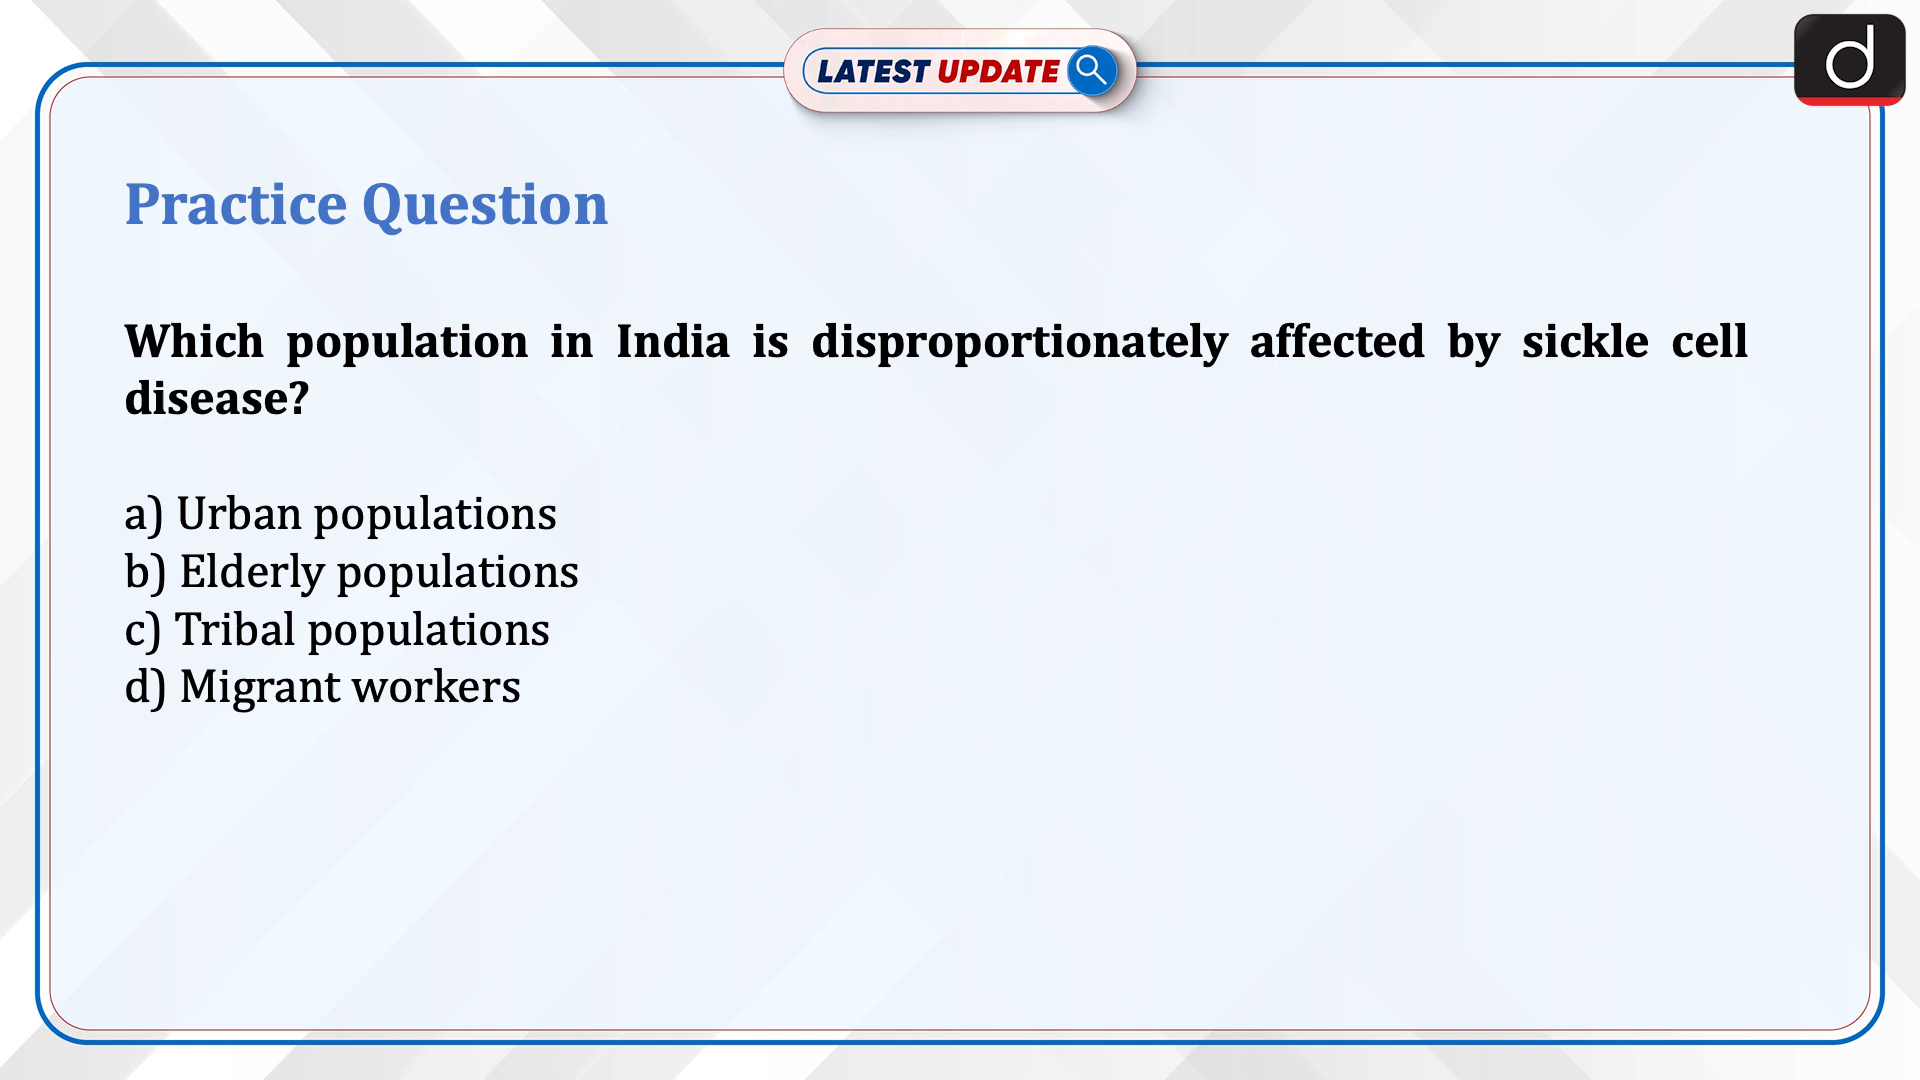 LATEST UPDATE
d
Practice Question
Which population in India is disproportionately affected by sickle cell
disease?
a) Urban populations
b) Elderly populations
c) Tribal populations
d) Migrant workers